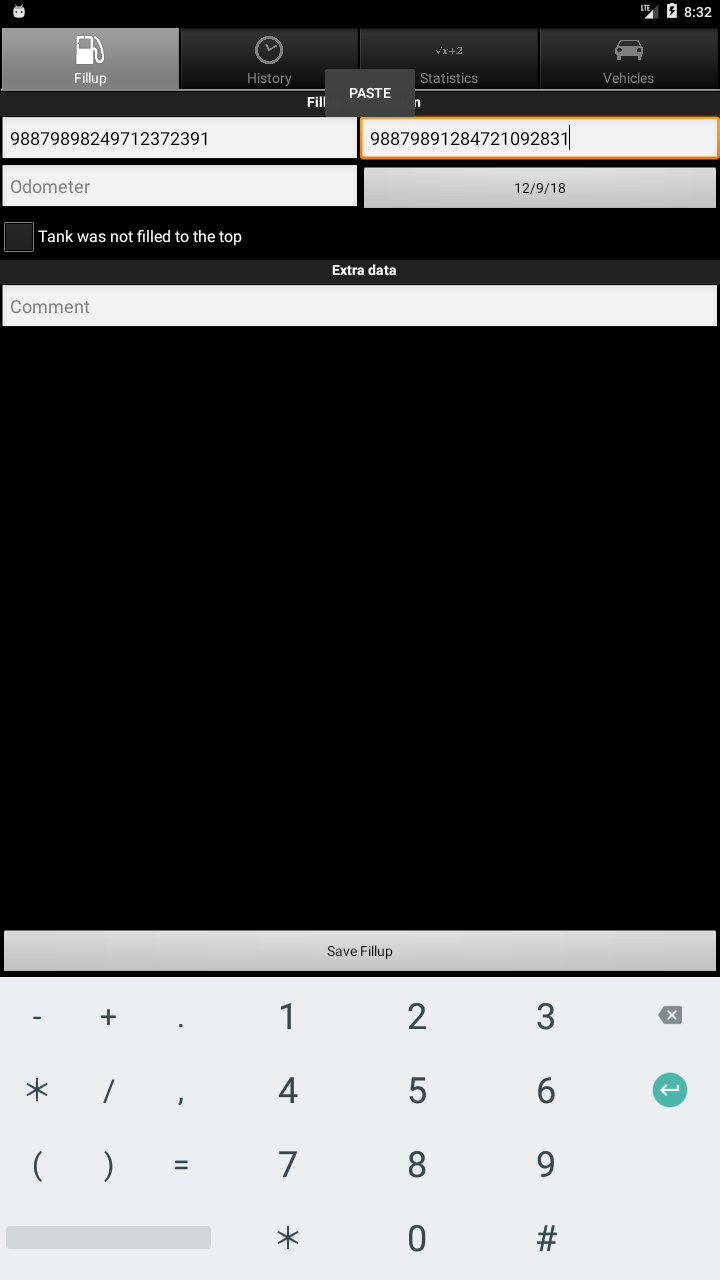 LTE 8:32
Fillup History √x+2 Statistics Vehicles
PASTE
Fill n
98879898249712372391 98879891284721092831
Odometer 12/9/18
Tank was not filled to the top
Extra data
Comment
Save Fillup
- + . 1 2 3
* / , 4 5 6
( ) = 7 8 9
* 0 #